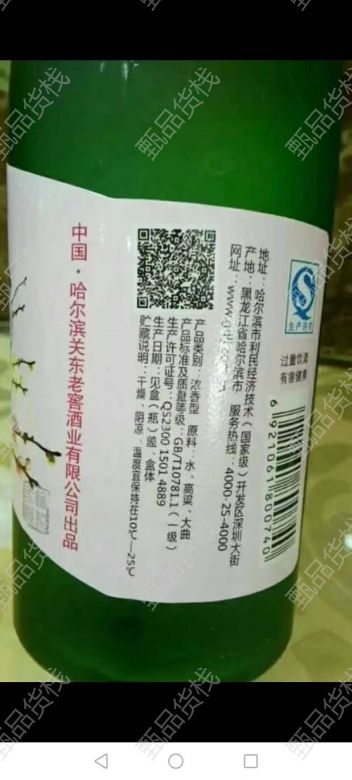 中国·哈尔滨关东老窖酒业有限公司出品
产品类别：浓香型 原料：水、高粱、大曲
产品标准及质量等级：GB/T10781.1（一级）
生产许可证号：QS2300 1501 4889
生产日期：见盒（瓶）盖、盒体
贮藏说明：干燥、阴凉、温度宜保持在10℃—25℃
地址：哈尔滨市利民经济技术（国家级）开发区深圳大街
产地：黑龙江省哈尔滨市 服务热线：4000-25-4000
网址：
生产许可
过量饮酒
有害健康
6921061800740
甄品货栈